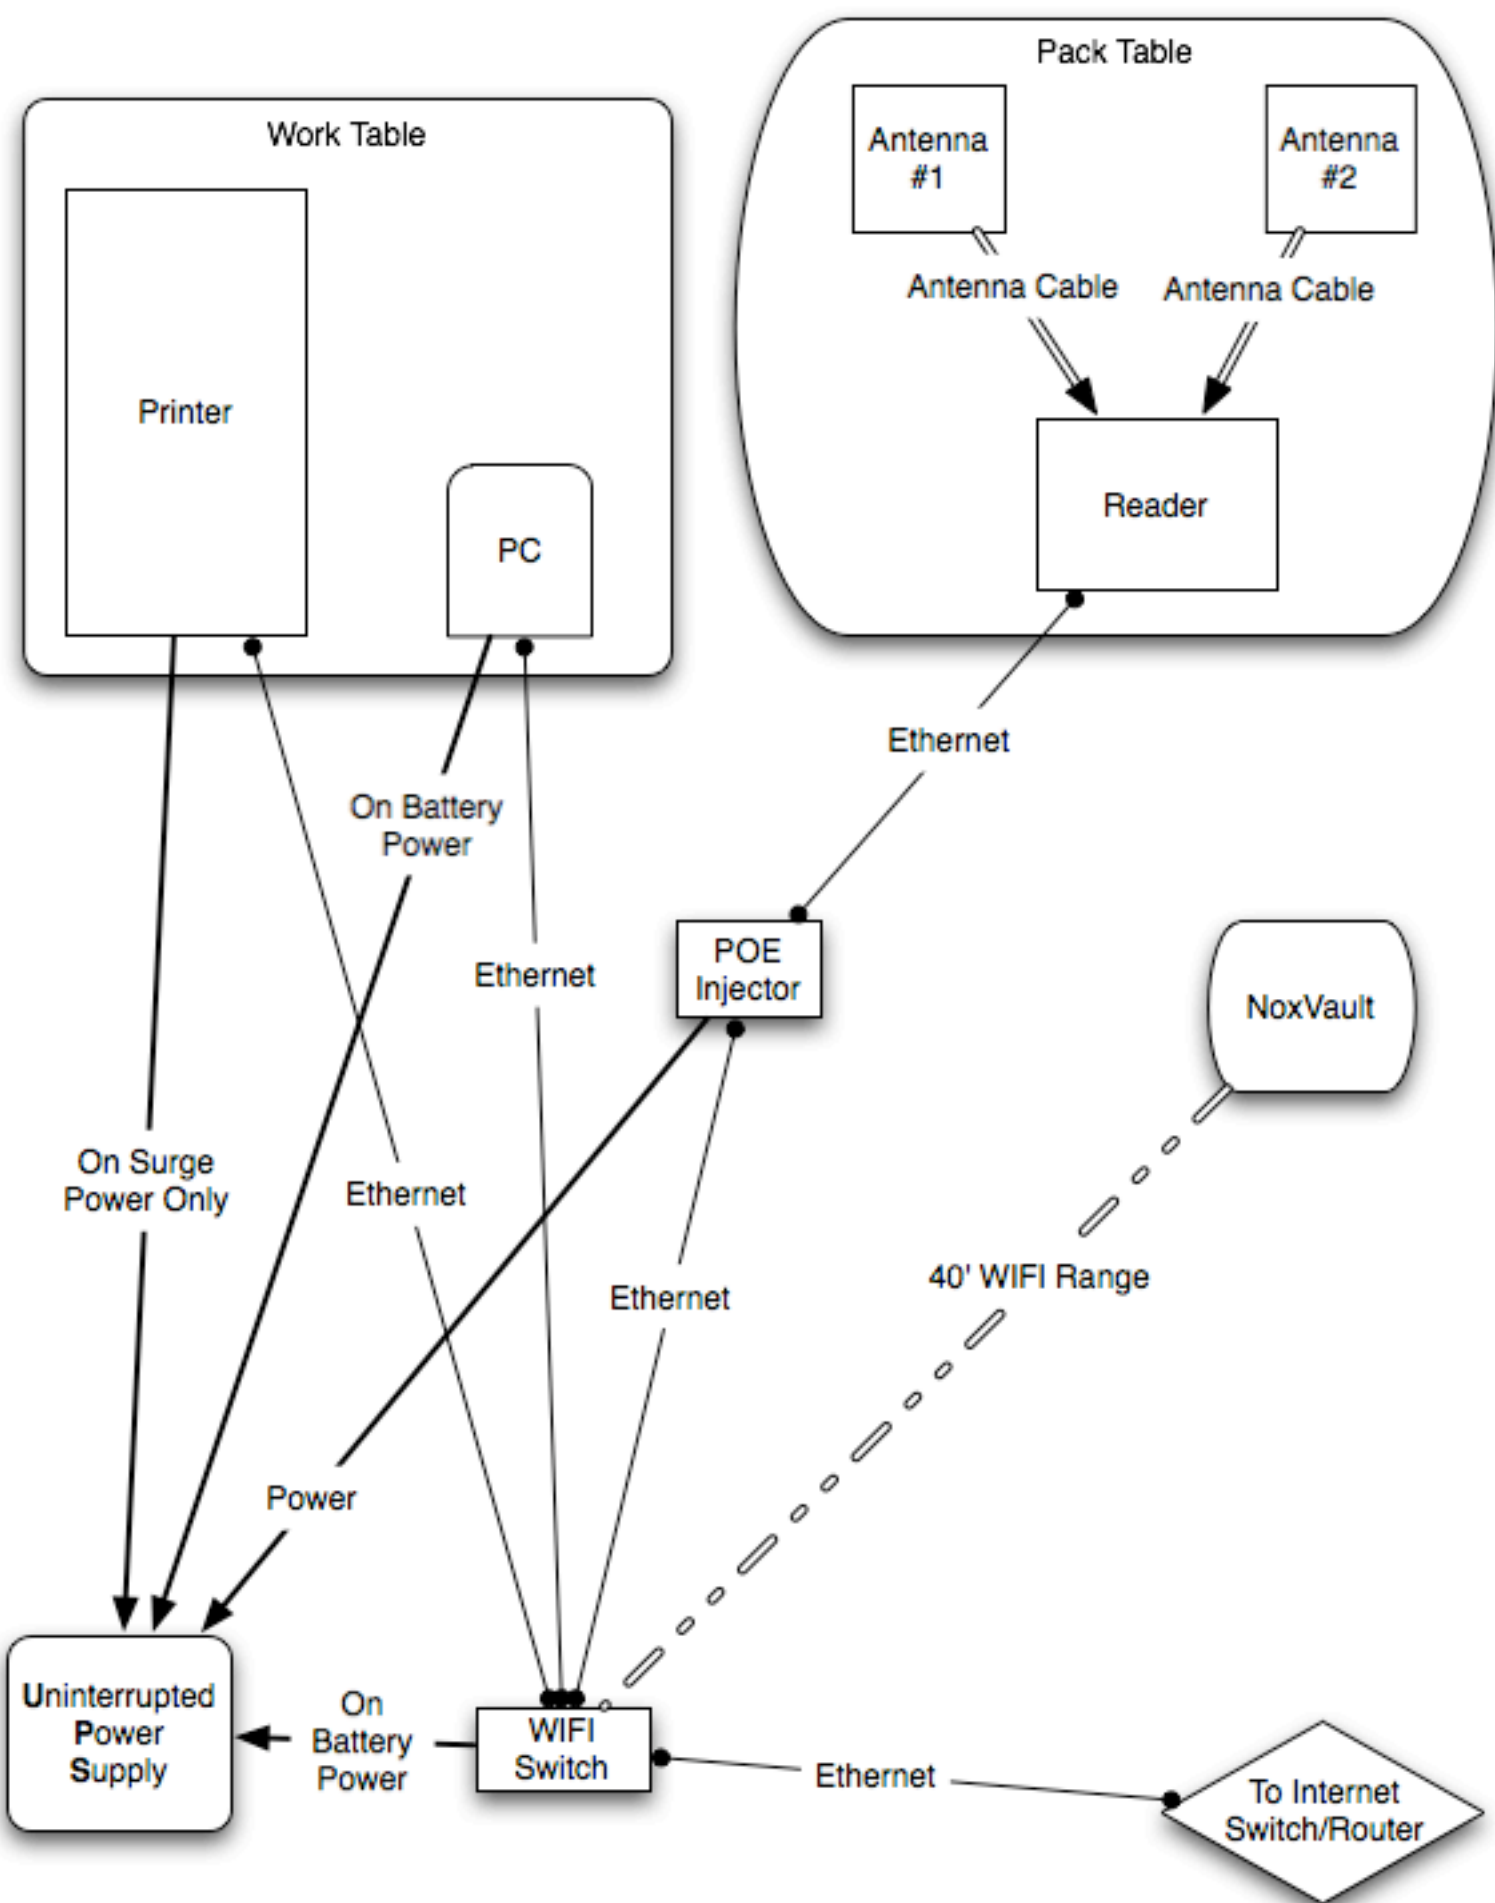 Pack Table
Work Table
Antenna
#1
Antenna
#2
Antenna Cable
Antenna Cable
Printer
Reader
PC
Ethernet
On Battery
Power
POE
Injector
Ethernet
NoxVault
On Surge
Power Only
Ethernet
Ethernet
40' WIFI Range
Power
Uninterrupted
Power
Supply
On
Battery
Power
WIFI
Switch
Ethernet
To Internet
Switch/Router